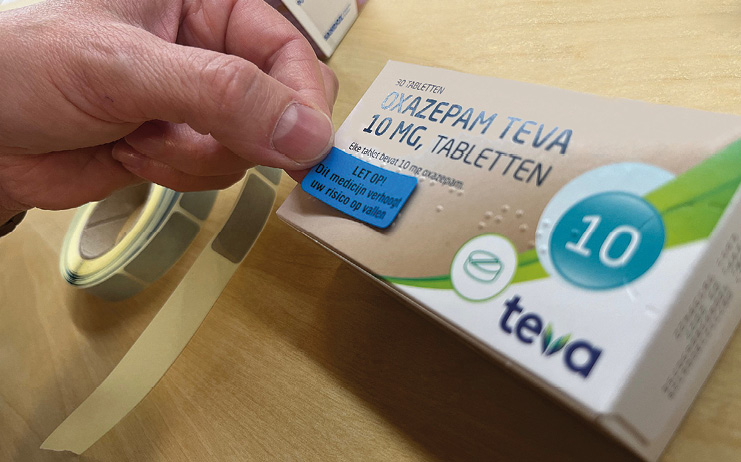 30 TABLETTEN
OXAZEPAM TEVA
10 MG, TABLETTEN
Elke tablet bevat 10 mg oxazepam.
LET OP!
Dit medicijn verhoogt
uw risico op vallen
10
teva